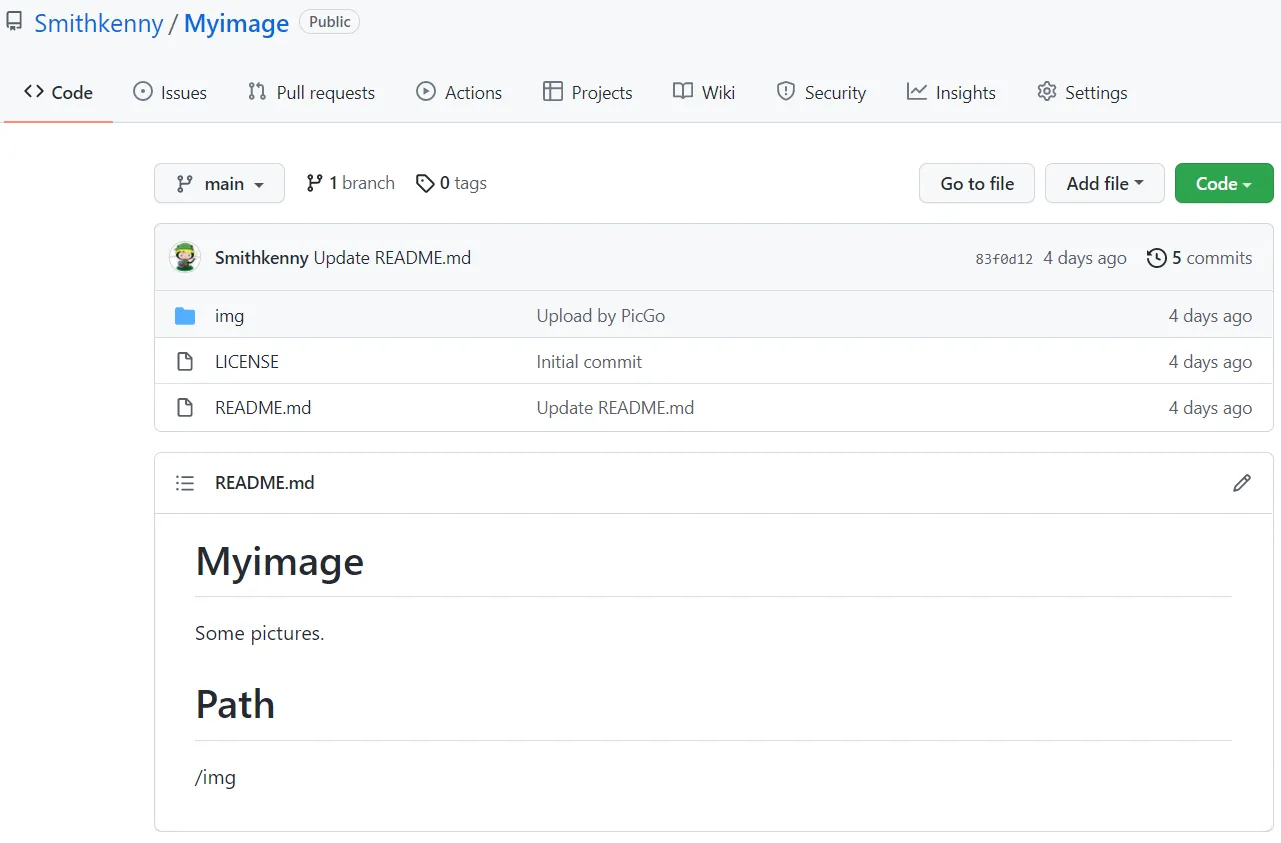 Smithkenny / Myimage Public
Code Issues Pull requests Actions Projects Wiki Security Insights Settings
main 1 branch 0 tags Go to file Add file Code
Smithkenny Update README.md 83f0d12 4 days ago 5 commits
img Upload by PicGo 4 days ago
LICENSE Initial commit 4 days ago
README.md Update README.md 4 days ago
README.md
Myimage
Some pictures.
Path
/img